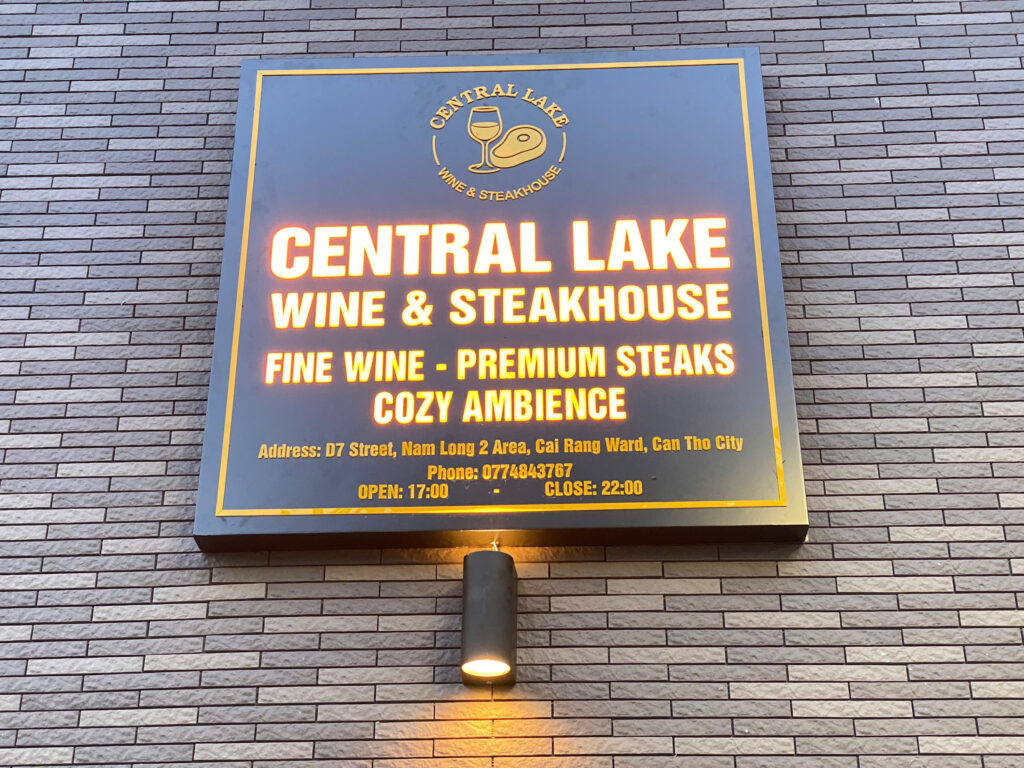 CENTRAL LAKE
WINE & STEAKHOUSE
CENTRAL LAKE
WINE & STEAKHOUSE
FINE WINE - PREMIUM STEAKS
COZY AMBIENCE
Address: D7 Street, Nam Long 2 Area, Cai Rang Ward, Can Tho City
Phone: 0774843767
OPEN: 17:00 - CLOSE: 22:00